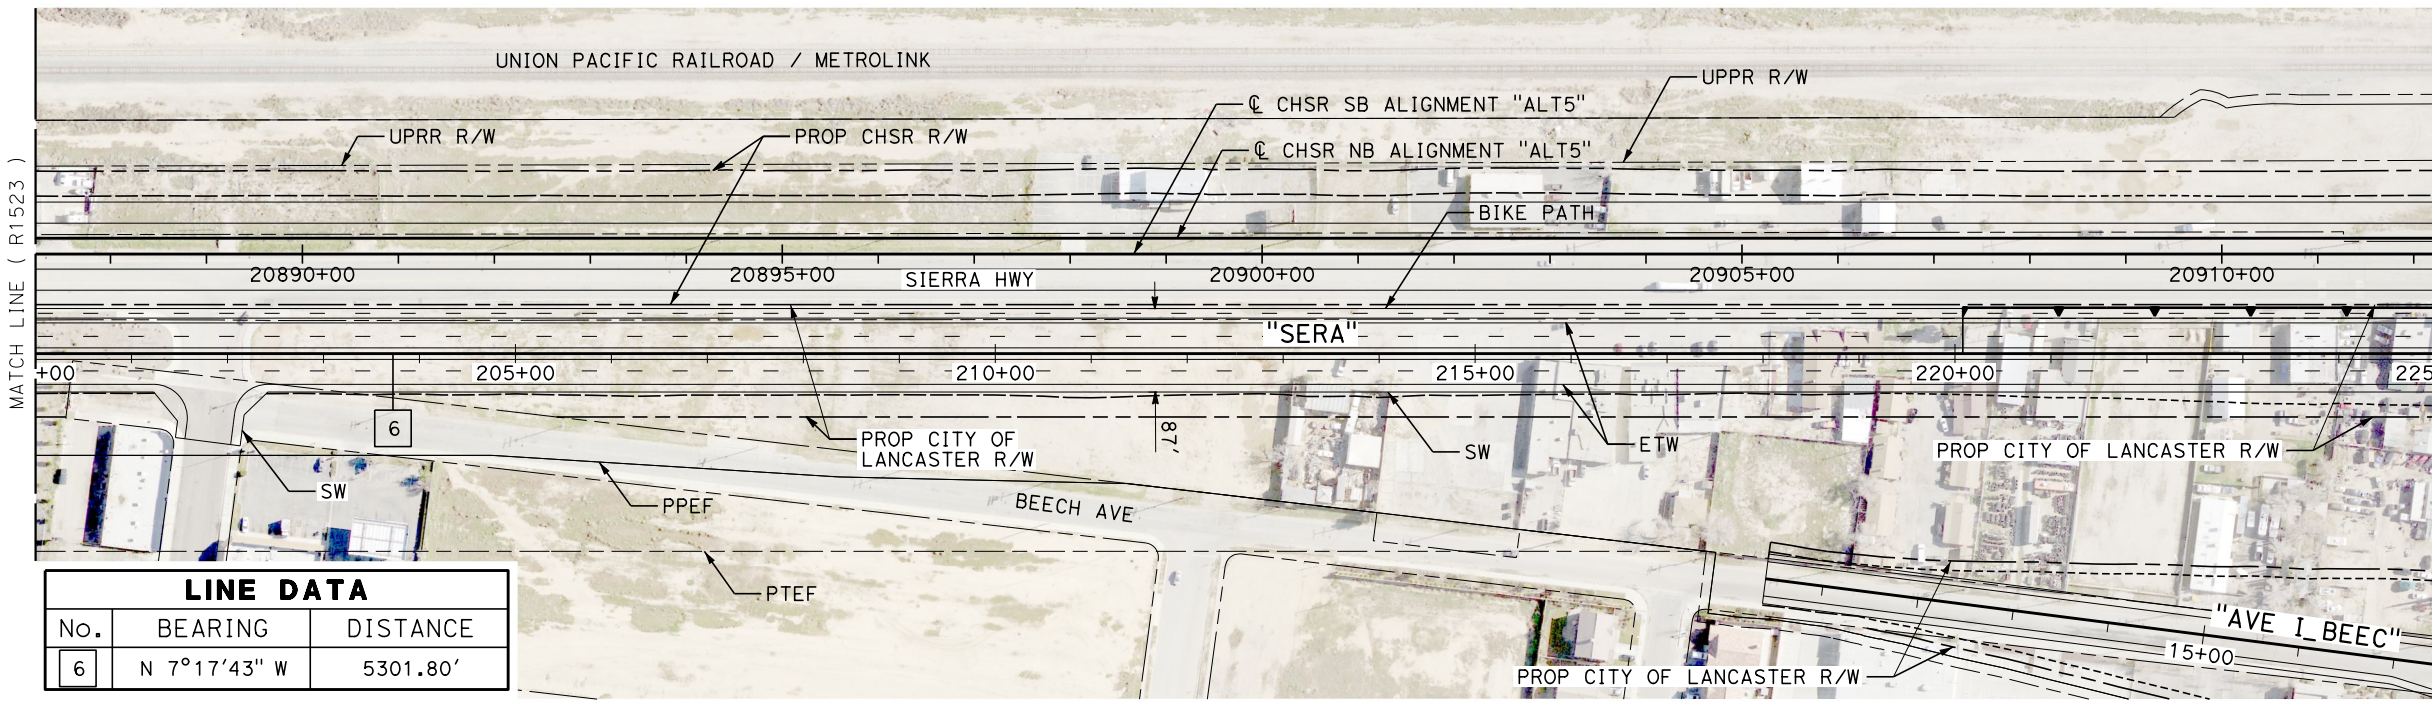 UNION PACIFIC RAILROAD / METROLINK
UPPR R/W
℄ CHSR SB ALIGNMENT "ALT5"
UPRR R/W
PROP CHSR R/W
℄ CHSR NB ALIGNMENT "ALT5"
MATCH LINE ( R1523 )
BIKE PATH
20890+00
20895+00
SIERRA HWY
20900+00
20905+00
20910+00
"SERA"
+00
205+00
210+00
215+00
220+00
225
6
87'
PROP CITY OF
LANCASTER R/W
SW
ETW
PROP CITY OF LANCASTER R/W
SW
PPEF
BEECH AVE
PTEF
LINE DATA
No. BEARING DISTANCE
6 N 7°17'43" W 5301.80'
"AVE I_BEEC"
15+00
PROP CITY OF LANCASTER R/W